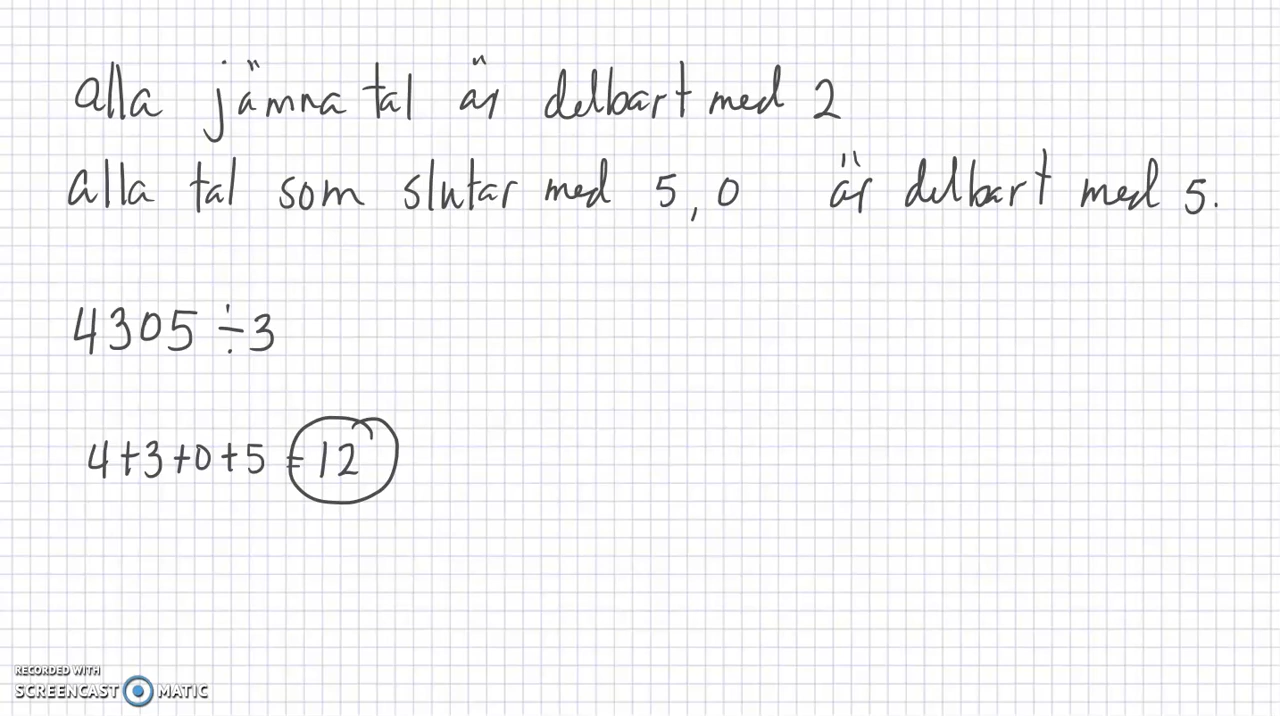 alla jämna tal är delbart med 2
alla tal som slutar med 5, 0 är delbart med 5.
4305 ÷ 3
4+3+0+5 = 12
RECORDED WITH
SCREENCAST MATIC